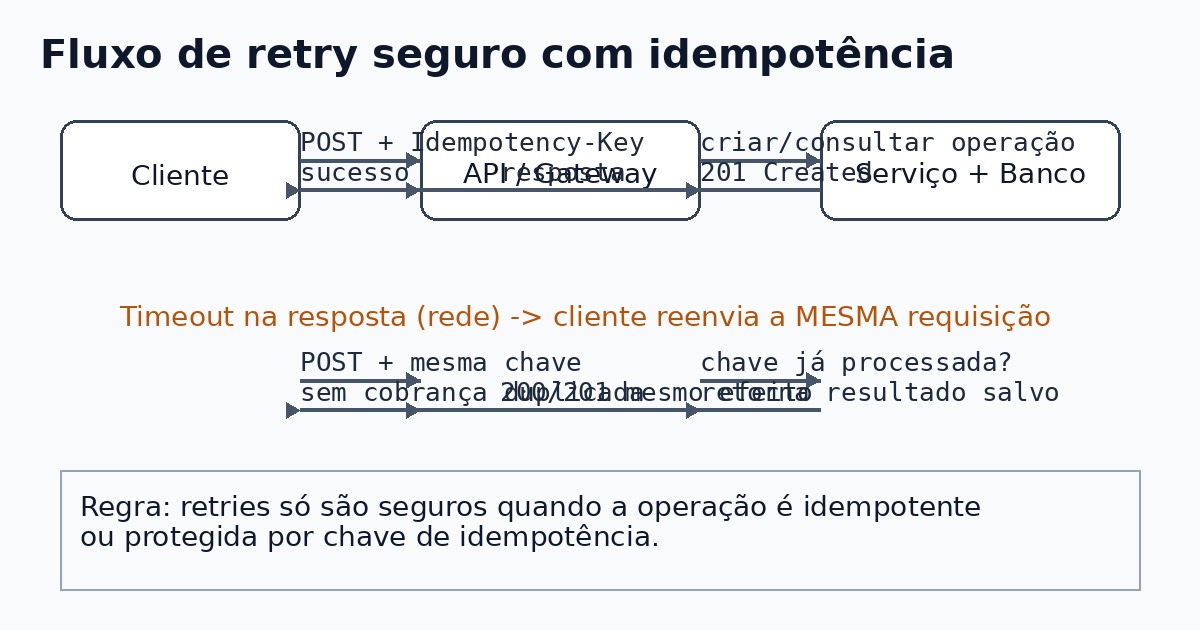 Fluxo de retry seguro com idempotência
POST + Idempotency-Key
criar/consultar operação
sucesso
resposta
201 Created
Cliente
API / Gateway
Serviço + Banco
Timeout na resposta (rede) -> cliente reenvia a MESMA requisição
POST + mesma chave
chave já processada?
sem cobrança duplicada
200/201 mesmo efeito
retorna resultado salvo
Regra: retries só são seguros quando a operação é idempotente
ou protegida por chave de idempotência.